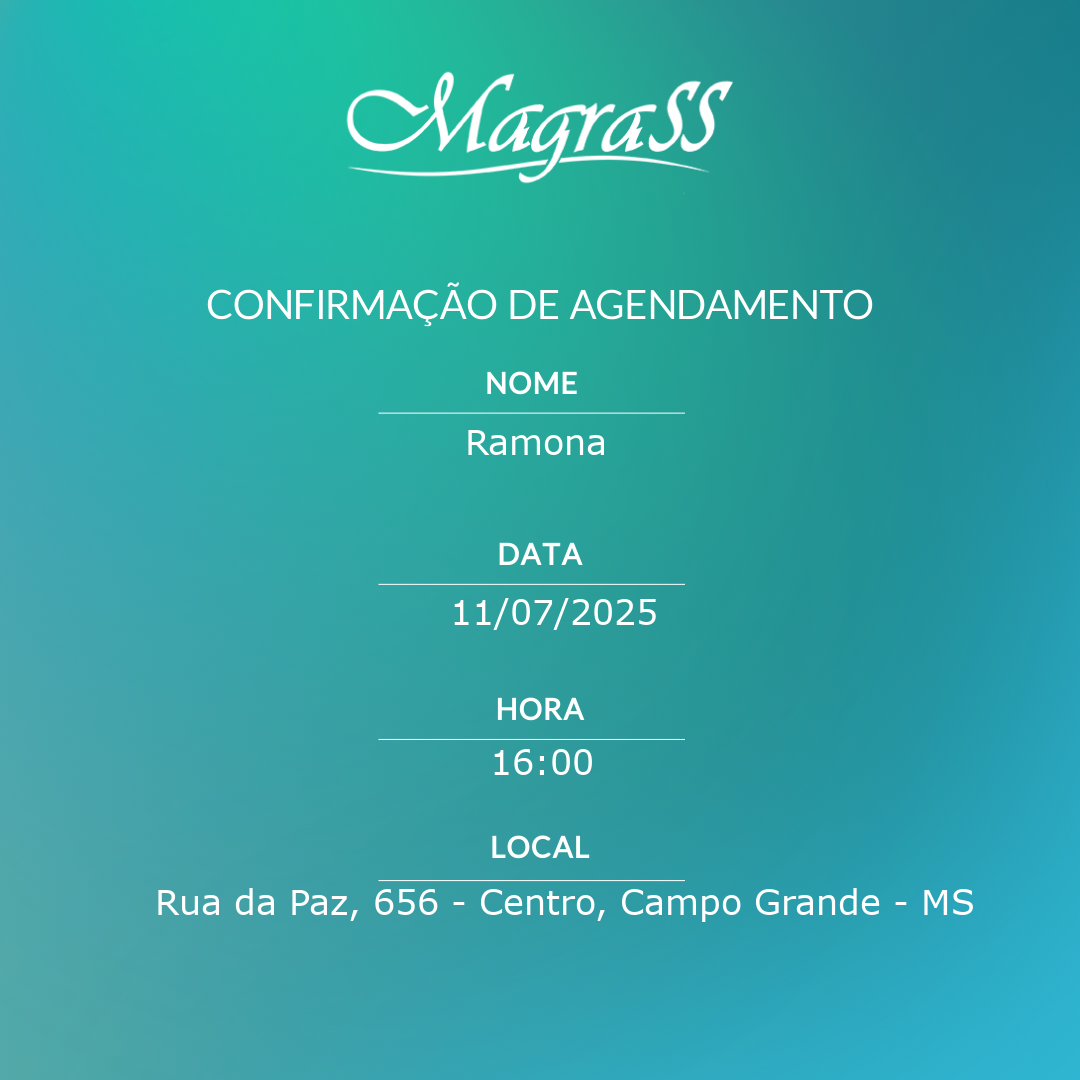 MagraSS
CONFIRMAÇÃO DE AGENDAMENTO
NOME
Ramona
DATA
11/07/2025
HORA
16:00
LOCAL
Rua da Paz, 656 - Centro, Campo Grande - MS